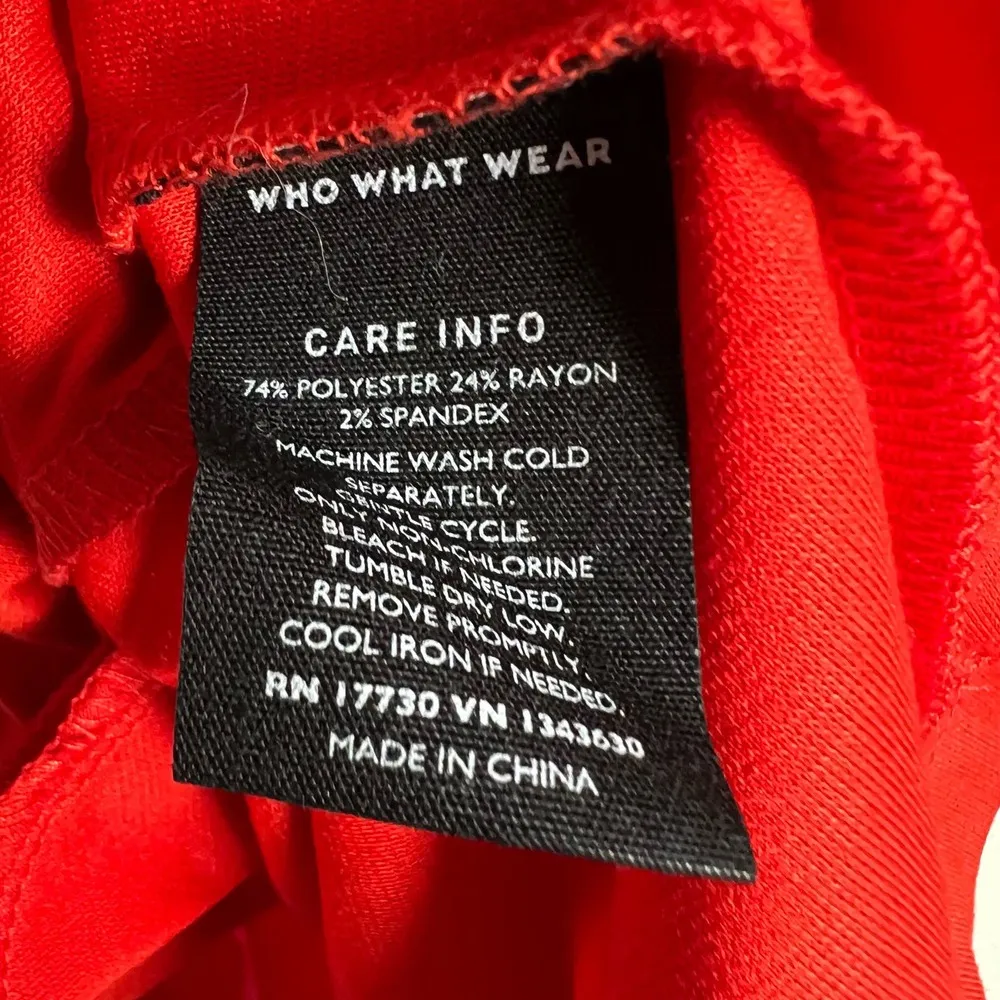 WHO WHAT WEAR
CARE INFO
74% POLYESTER 24% RAYON
2% SPANDEX
MACHINE WASH COLD
SEPARATELY.
GENTLE CYCLE.
ONLY NON-CHLORINE
BLEACH IF NEEDED.
TUMBLE DRY LOW.
REMOVE PROMPTLY.
COOL IRON IF NEEDED.
RN 17730 VN 1343630
MADE IN CHINA